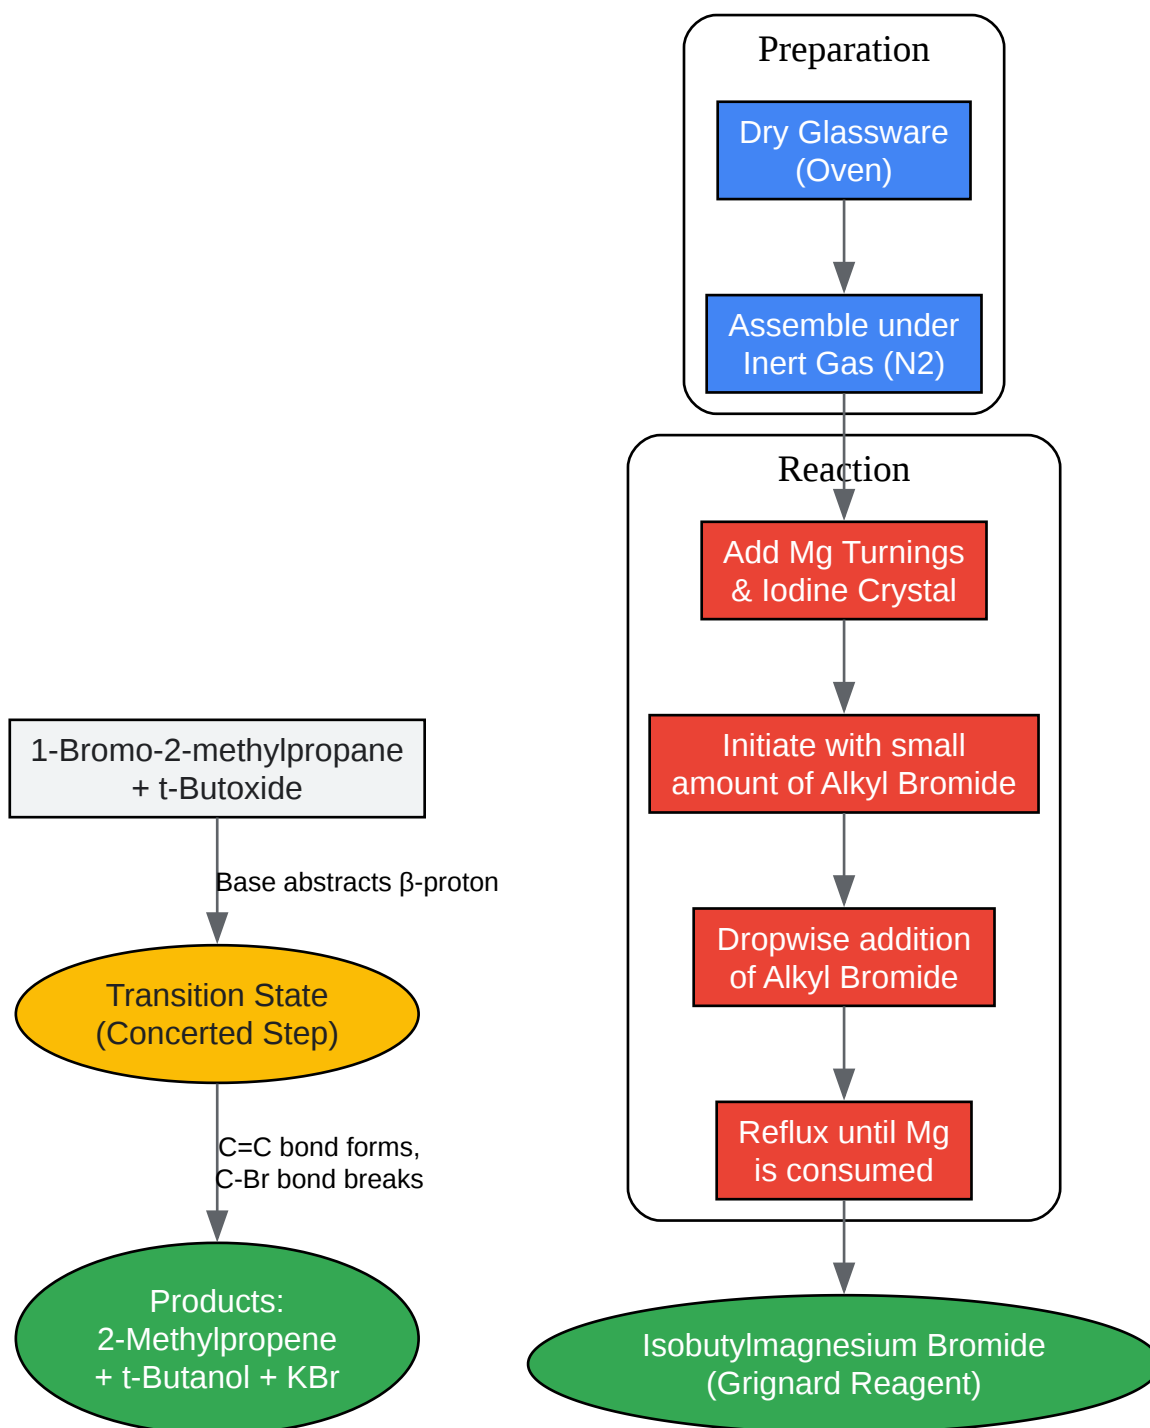 Preparation
Dry Glassware
(Oven)
Assemble under
Inert Gas (N2)
Reaction
Add Mg Turnings
& Iodine Crystal
Initiate with small
amount of Alkyl Bromide
Dropwise addition
of Alkyl Bromide
Reflux until Mg
is consumed
Isobutylmagnesium Bromide
(Grignard Reagent)
1-Bromo-2-methylpropane
+ t-Butoxide
Base abstracts β-proton
Transition State
(Concerted Step)
C=C bond forms,
C-Br bond breaks
Products:
2-Methylpropene
+ t-Butanol + KBr